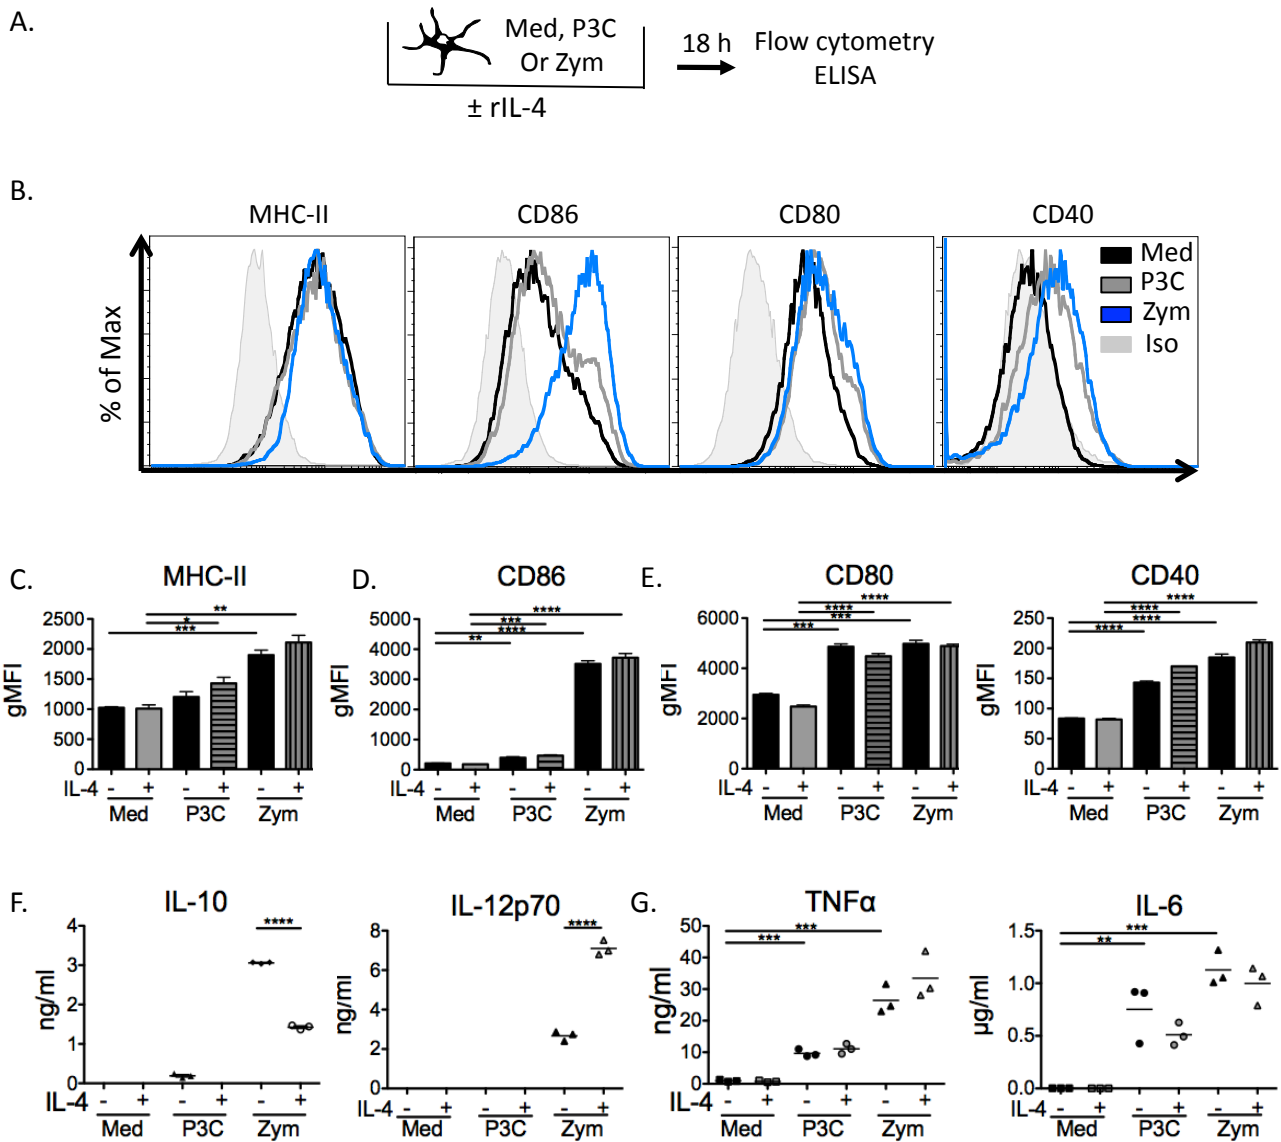 A.
Med, P3C
Or Zym
± rIL-4
18 h
Flow cytometry
ELISA
B.
MHC-II
CD86
CD80
CD40
% of Max
Med
P3C
Zym
Iso
C.
MHC-II
gMFI
2500
2000
1500
1000
500
0
**
*
***
IL-4 - + - + - +
Med P3C Zym
D.
CD86
gMFI
5000
4000
3000
2000
1000
0
****
***
****
**
IL-4 - + - + - +
Med P3C Zym
E.
CD80
gMFI
6000
4000
2000
0
****
****
***
***
IL-4 - + - + - +
Med P3C Zym
CD40
gMFI
250
200
150
100
50
0
****
****
****
****
IL-4 - + - + - +
Med P3C Zym
F.
IL-10
ng/ml
4
3
2
1
0
****
IL-4 - + - + - +
Med P3C Zym
IL-12p70
ng/ml
8
6
4
2
0
****
- + - + - +
Med P3C Zym
G.
TNFα
ng/ml
50
40
30
20
10
0
***
***
IL-4 - + - + - +
Med P3C Zym
IL-6
µg/ml
1.5
1.0
0.5
0.0
***
**
IL-4 - + - + - +
Med P3C Zym